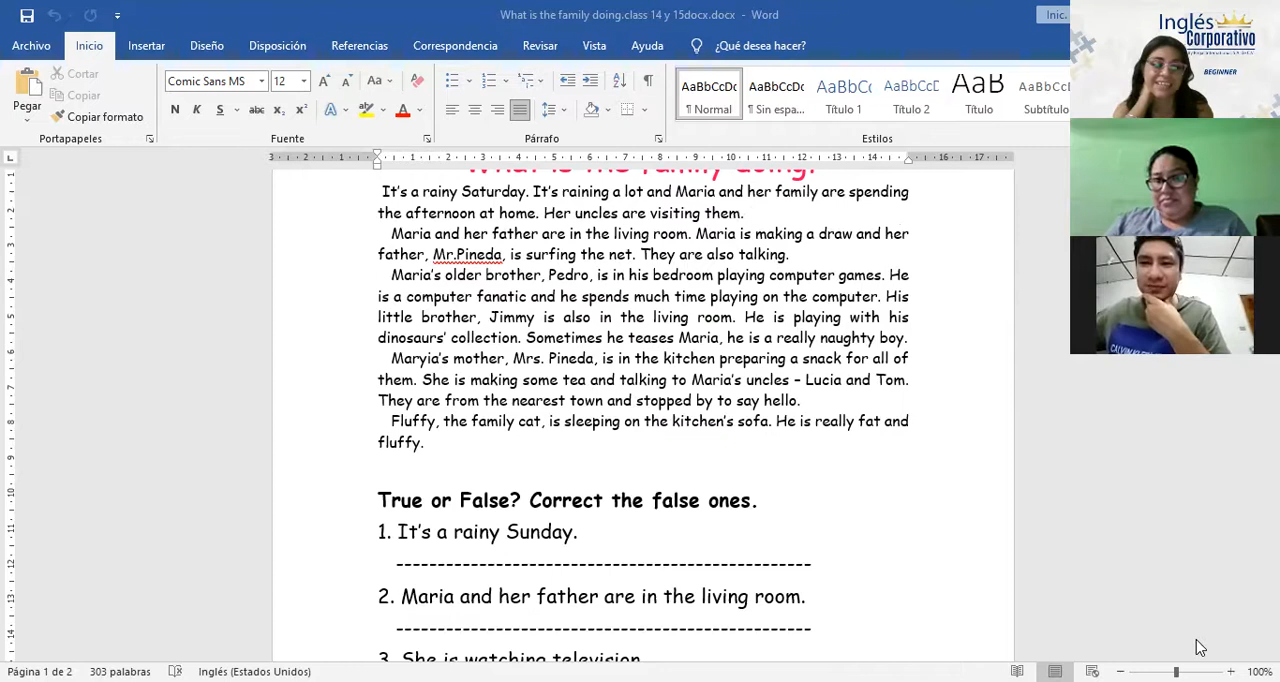 What is the family doing.class 14 y 15docx.docx - Word
Inic.
Archivo Inicio Insertar Diseño Disposición Referencias Correspondencia Revisar Vista Ayuda ¿Qué desea hacer?
Pegar
Cortar
Copiar
Copiar formato
Portapapeles
Comic Sans MS 12
Fuente
Párrafo
AaBbCcDc AaBbCcDc AaBbCc AaBbCcD AaB AaBbCcD
¶ Normal ¶ Sin espa... Título 1 Título 2 Título Subtítulo
Estilos
Inglés
Corporativo
BEGINNER
What is the family doing?
It's a rainy Saturday. It's raining a lot and Maria and her family are spending
the afternoon at home. Her uncles are visiting them.
Maria and her father are in the living room. Maria is making a draw and her
father, Mr.Pineda, is surfing the net. They are also talking.
Maria's older brother, Pedro, is in his bedroom playing computer games. He
is a computer fanatic and he spends much time playing on the computer. His
little brother, Jimmy is also in the living room. He is playing with his
dinosaurs' collection. Sometimes he teases Maria, he is a really naughty boy.
Maryia's mother, Mrs. Pineda, is in the kitchen preparing a snack for all of
them. She is making some tea and talking to Maria's uncles – Lucia and Tom.
They are from the nearest town and stopped by to say hello.
Fluffy, the family cat, is sleeping on the kitchen's sofa. He is really fat and
fluffy.
True or False? Correct the false ones.
1. It's a rainy Sunday.
2. Maria and her father are in the living room.
3. She is watching television.
Página 1 de 2 303 palabras Inglés (Estados Unidos) 100%